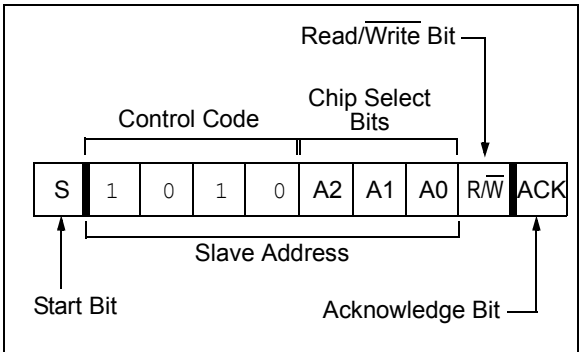 Read/Write Bit
Chip Select
Bits
Control Code
S 1 0 1 0 A2 A1 A0 R/W ACK
Slave Address
Start Bit
Acknowledge Bit